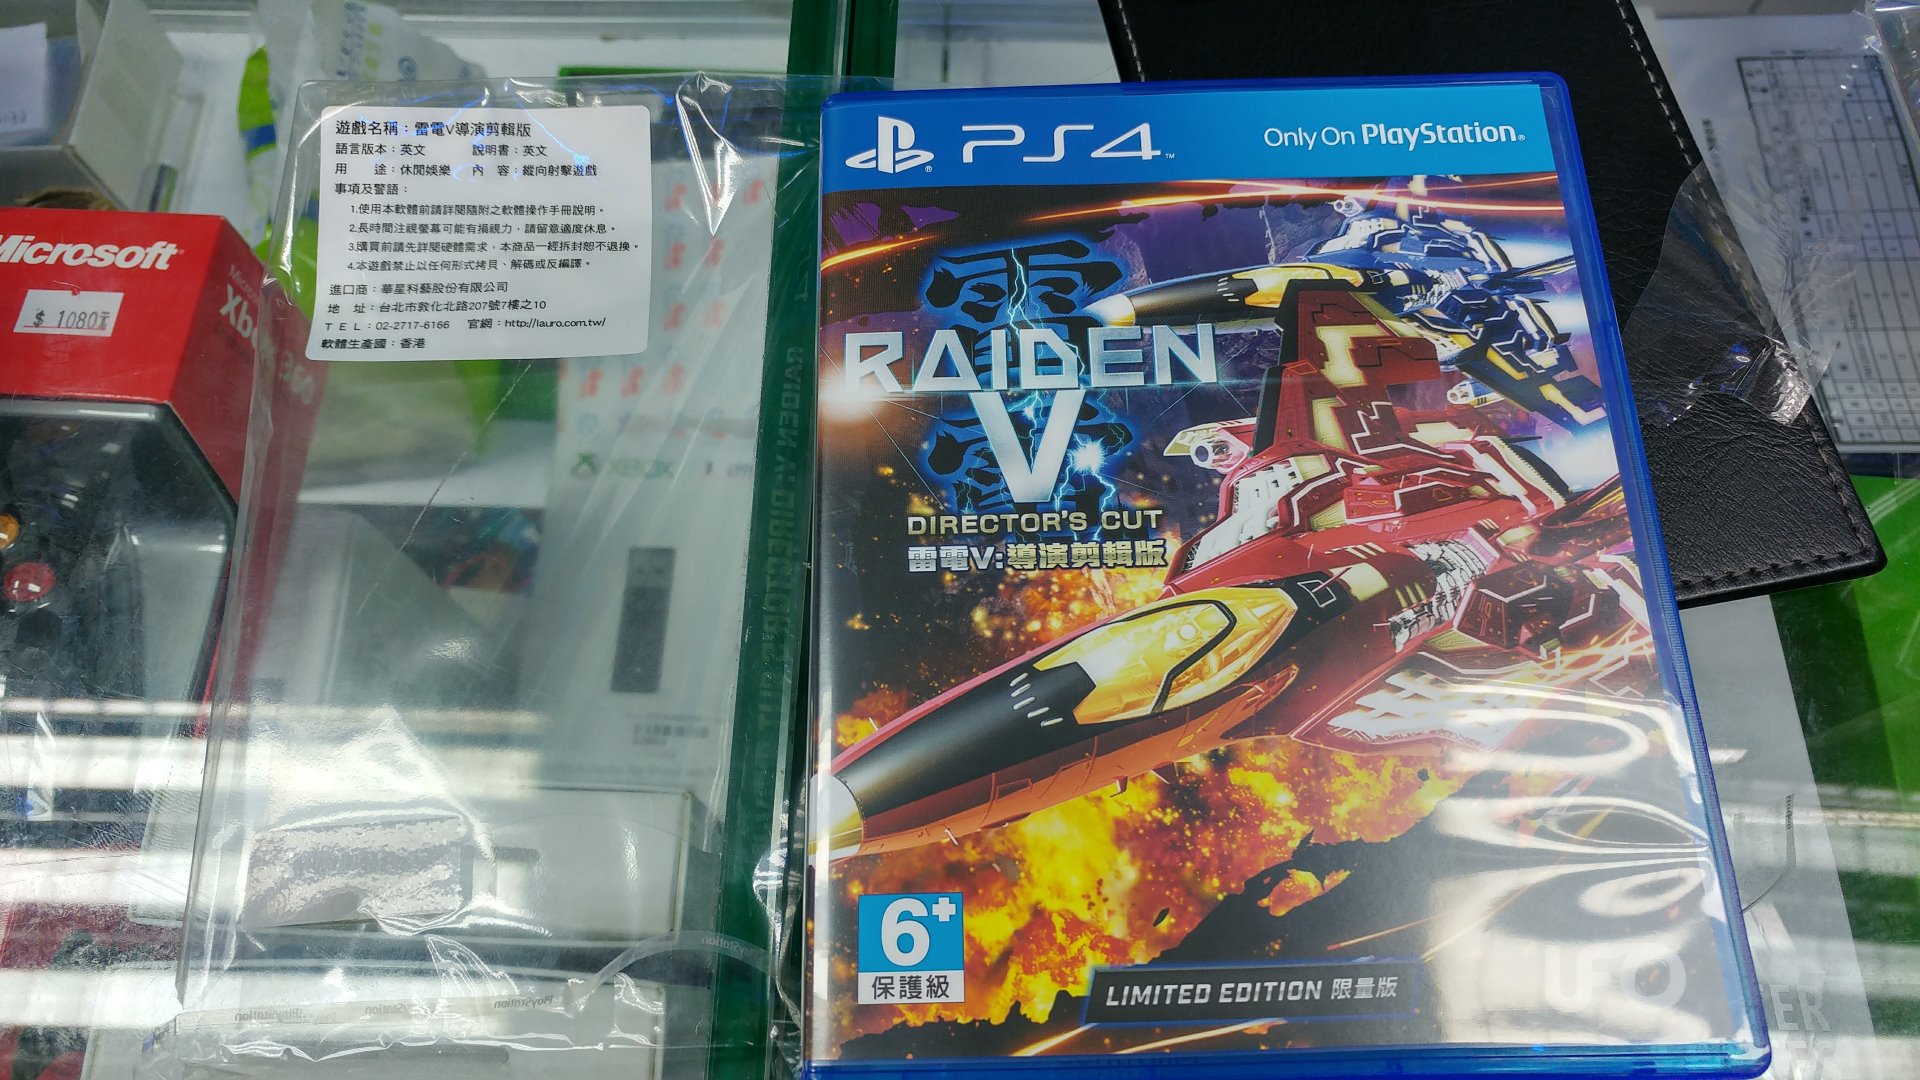 遊戲名稱：雷電V導演剪輯版
語言版本：英文 說明書：英文
用 途：休閒娛樂 內 容：縱向射擊遊戲
事項及警語：
1.使用本軟體前請詳閱隨附之軟體操作手冊說明。
2.長時間注視螢幕可能有損視力，請留意適度休息。
3.購買前請先詳閱硬體需求，本商品一經拆封恕不退換。
4.本遊戲禁止以任何形式拷貝、解碼或反編譯。
進口商：華星科藝股份有限公司
地 址：台北市敦化北路207號7樓之10
TEL：02-2717-6166 官網：http://lauro.com.tw/
軟體生產國：香港
Microsoft
$ 1080元
Xbox 360
XBOX
PlayStation
PS4™
Only On PlayStation®
雷電
RAIDEN
V
DIRECTOR'S CUT
雷電V:導演剪輯版
6+
保護級
LIMITED EDITION 限量版